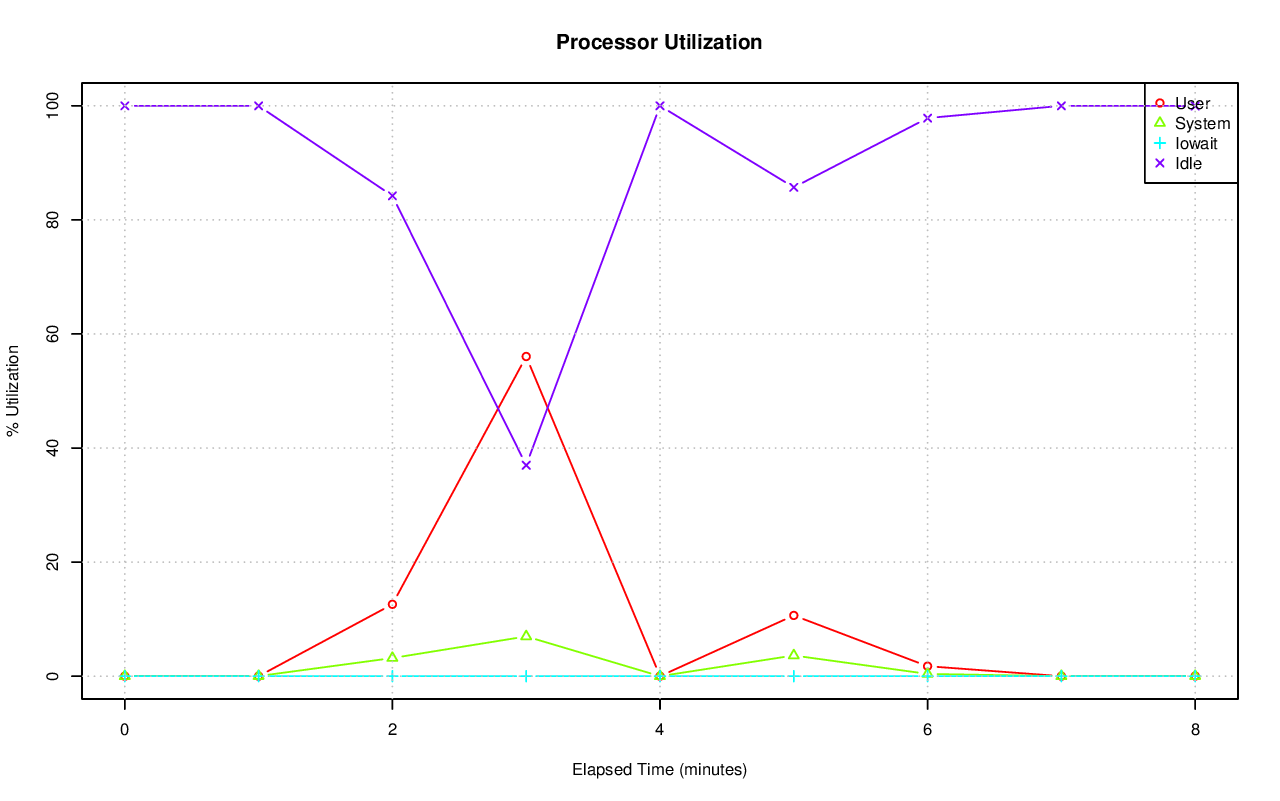 Processor Utilization
100
80
60
40
20
0
% Utilization
User
System
Iowait
Idle
0 2 4 6 8
Elapsed Time (minutes)